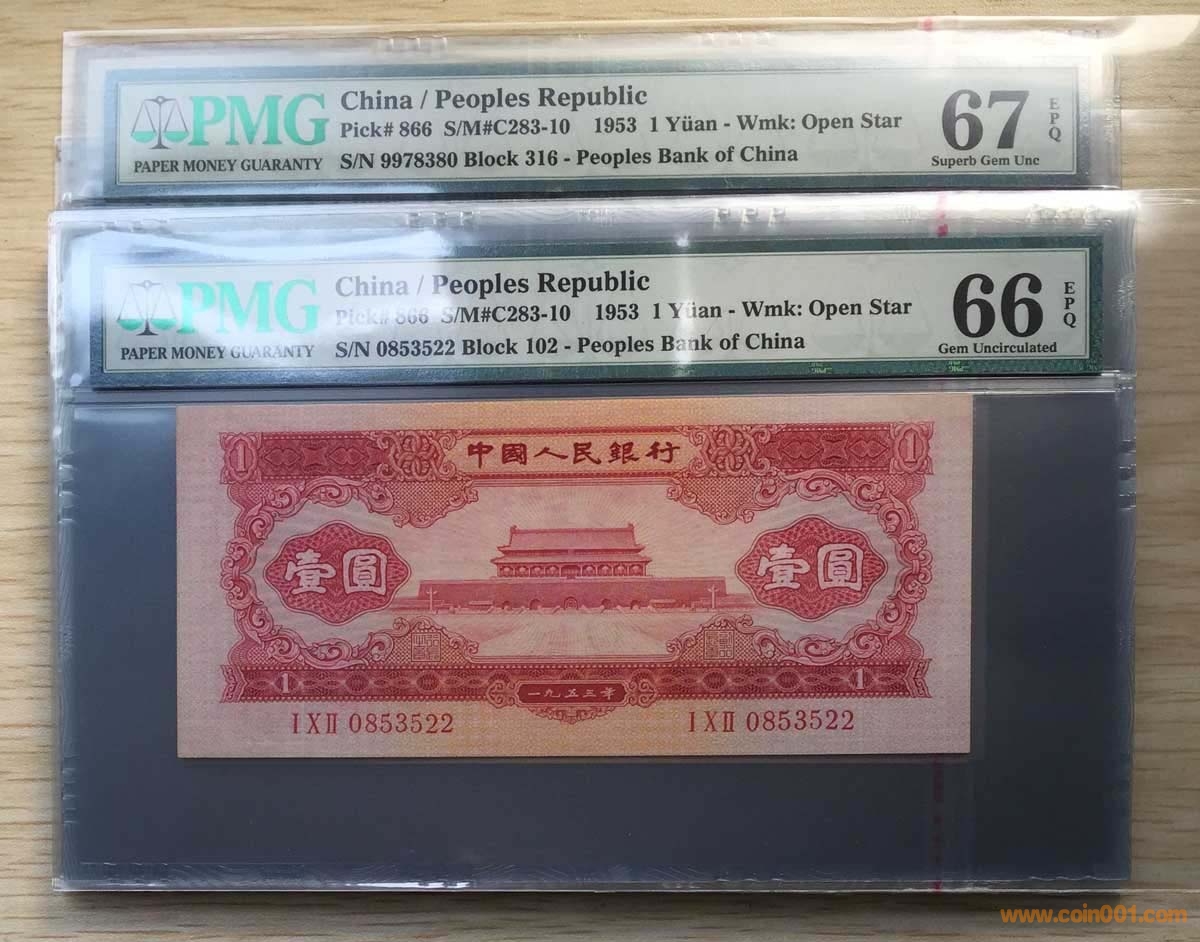 PMG
PAPER MONEY GUARANTY
China / Peoples Republic
Pick# 866 S/M#C283-10 1953 1 Yüan - Wmk: Open Star
S/N 9978380 Block 316 - Peoples Bank of China
67
EPQ
Superb Gem Unc
PMG
PAPER MONEY GUARANTY
China / Peoples Republic
Pick# 866 S/M#C283-10 1953 1 Yüan - Wmk: Open Star
S/N 0853522 Block 102 - Peoples Bank of China
66
EPQ
Gem Uncirculated
1 中國人民銀行 1
壹圓 壹圓
1 一九五三年 1
I X II 0853522 I X II 0853522
www.coin001.com